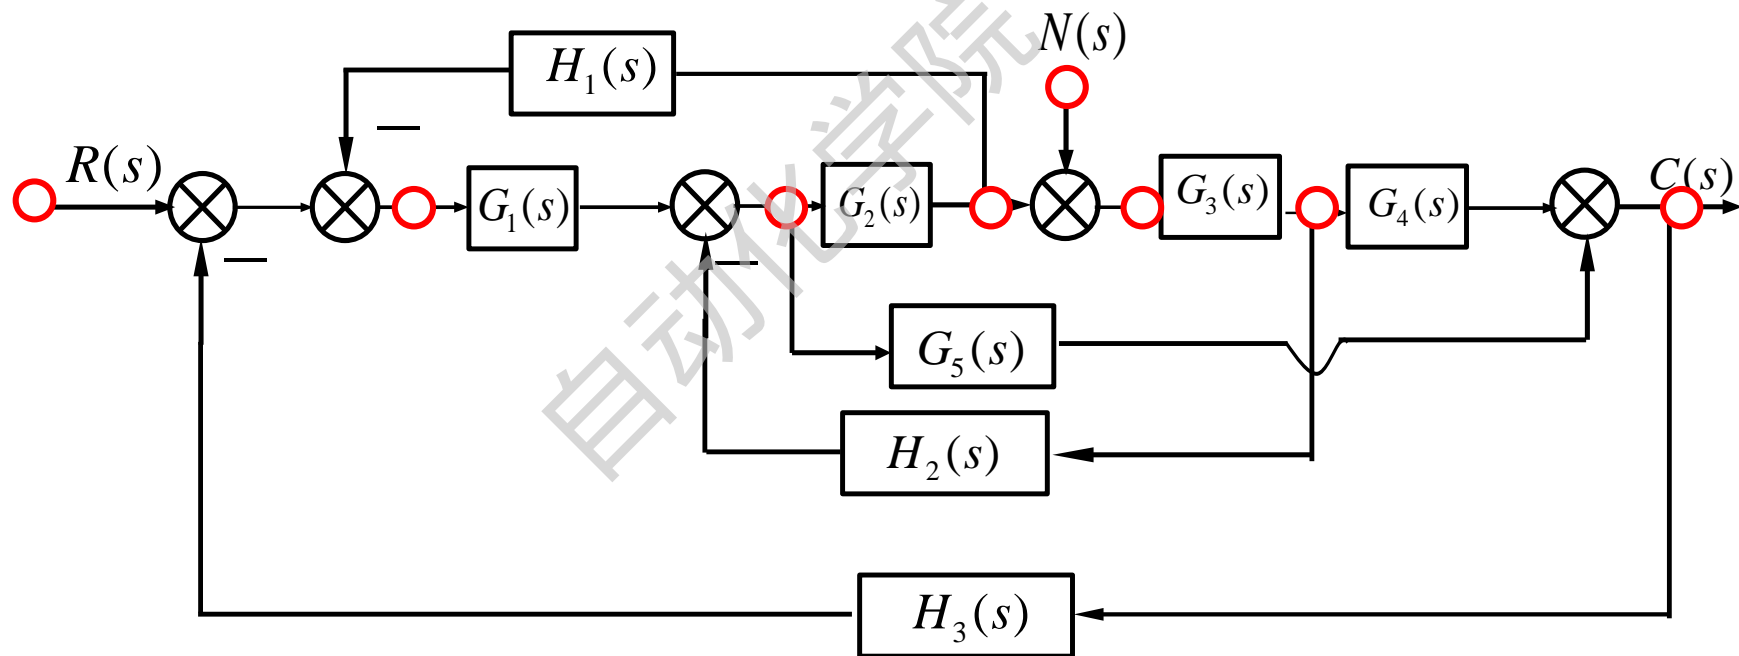 H₁(s)
N(s)
R(s)
G₁(s)
G₂(s)
G₃(s)
G₄(s)
C(s)
G₅(s)
H₂(s)
H₃(s)
自动化学院